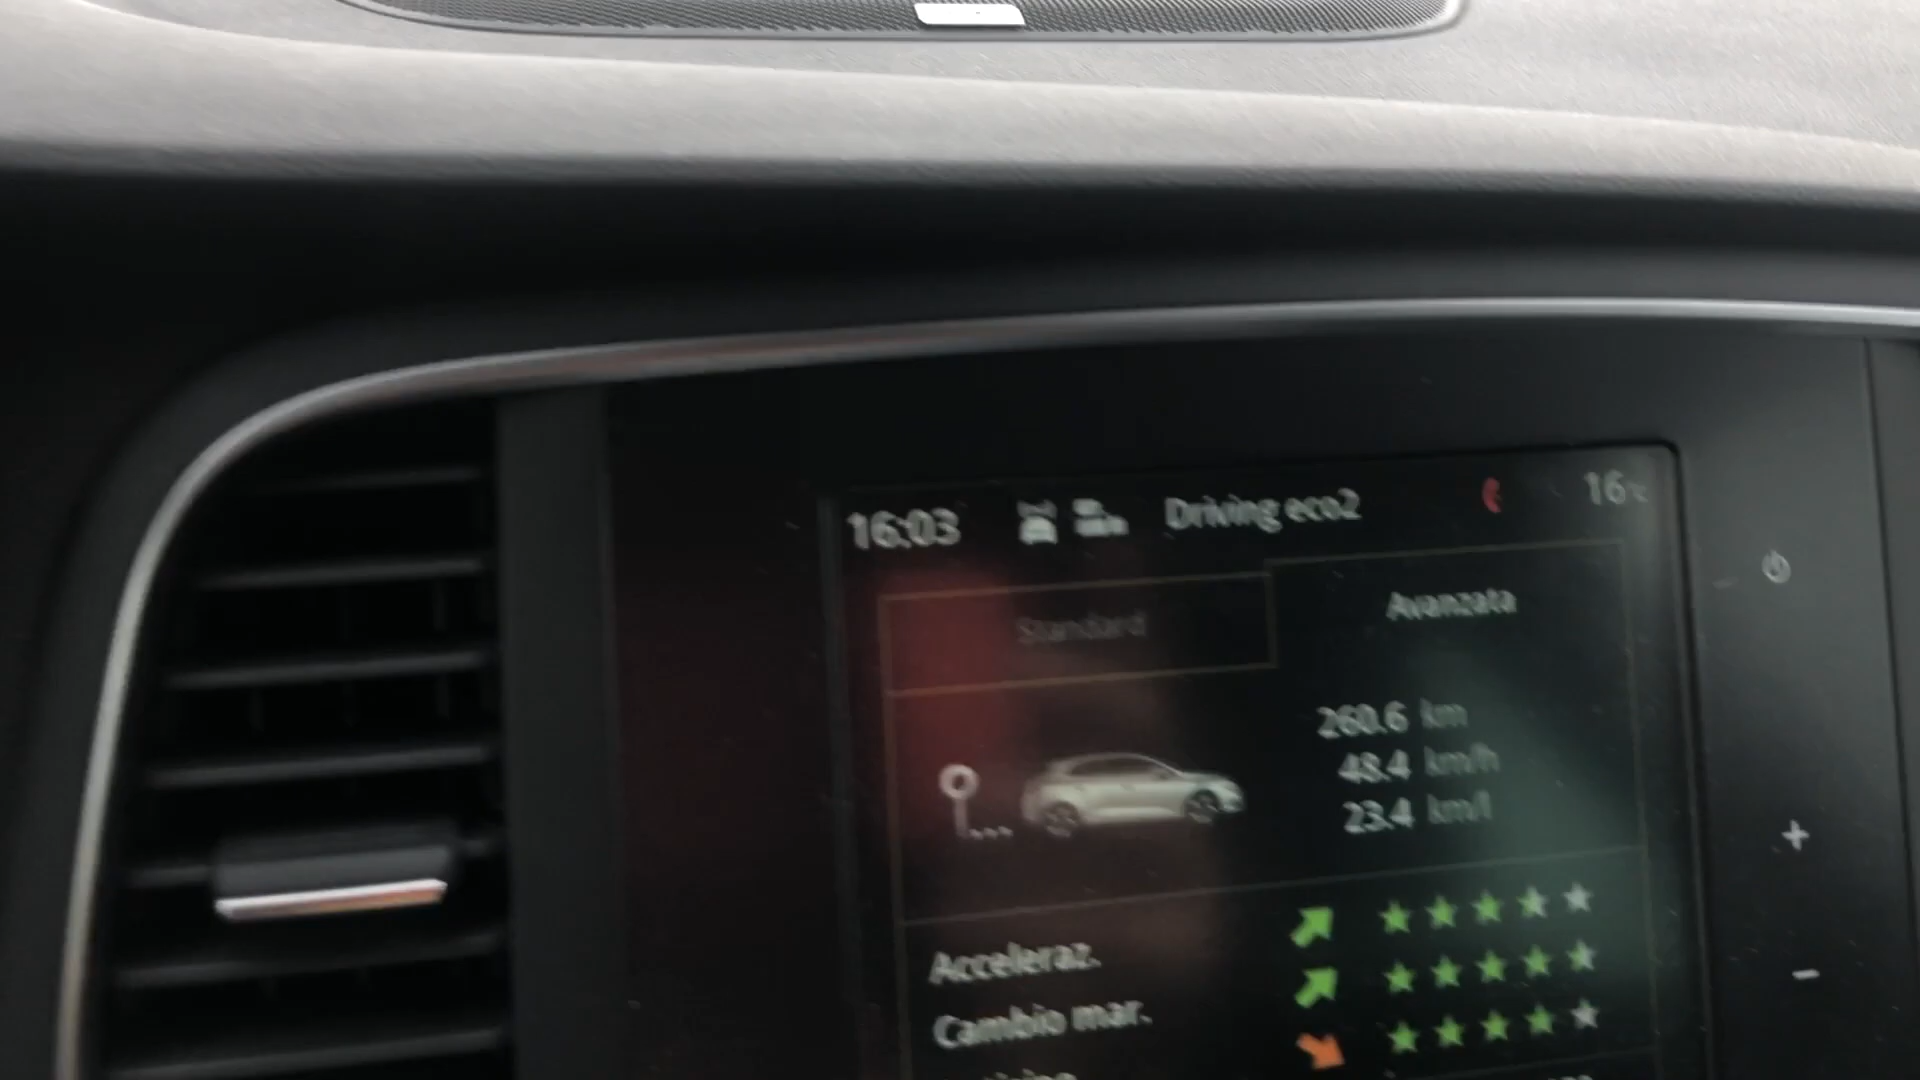 16:03 Driving eco2 16°C
Standard Avanzata
260.6 km
48.4 km/h
23.4 km/l
Acceleraz.
Cambio mar.